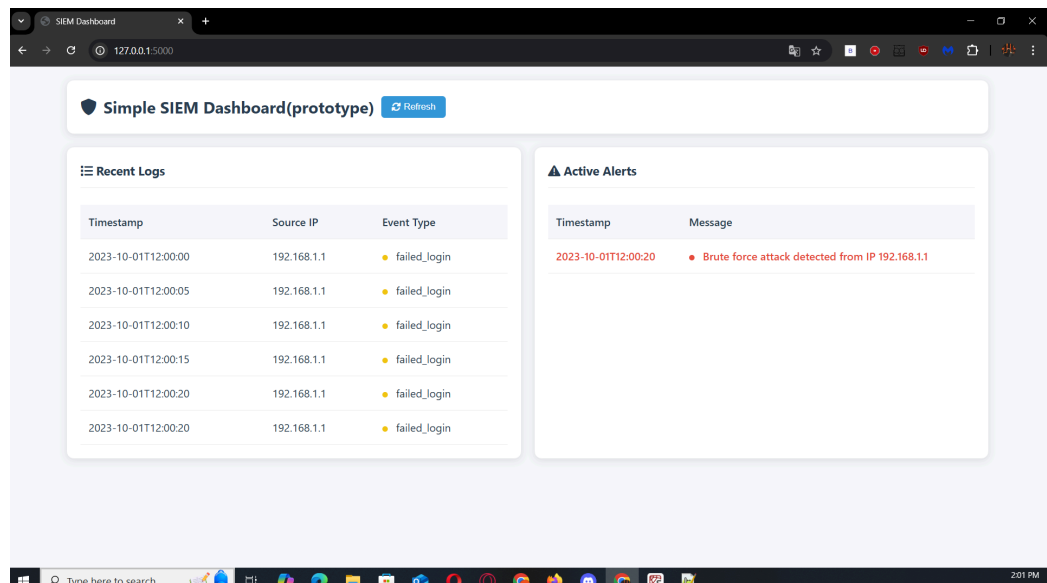 SIEM Dashboard
127.0.0.1:5000
Simple SIEM Dashboard(prototype)
Refresh
Recent Logs
Timestamp Source IP Event Type
2023-10-01T12:00:00 192.168.1.1 failed_login
2023-10-01T12:00:05 192.168.1.1 failed_login
2023-10-01T12:00:10 192.168.1.1 failed_login
2023-10-01T12:00:15 192.168.1.1 failed_login
2023-10-01T12:00:20 192.168.1.1 failed_login
2023-10-01T12:00:20 192.168.1.1 failed_login
Active Alerts
Timestamp Message
2023-10-01T12:00:20 Brute force attack detected from IP 192.168.1.1
Type here to search
2:01 PM